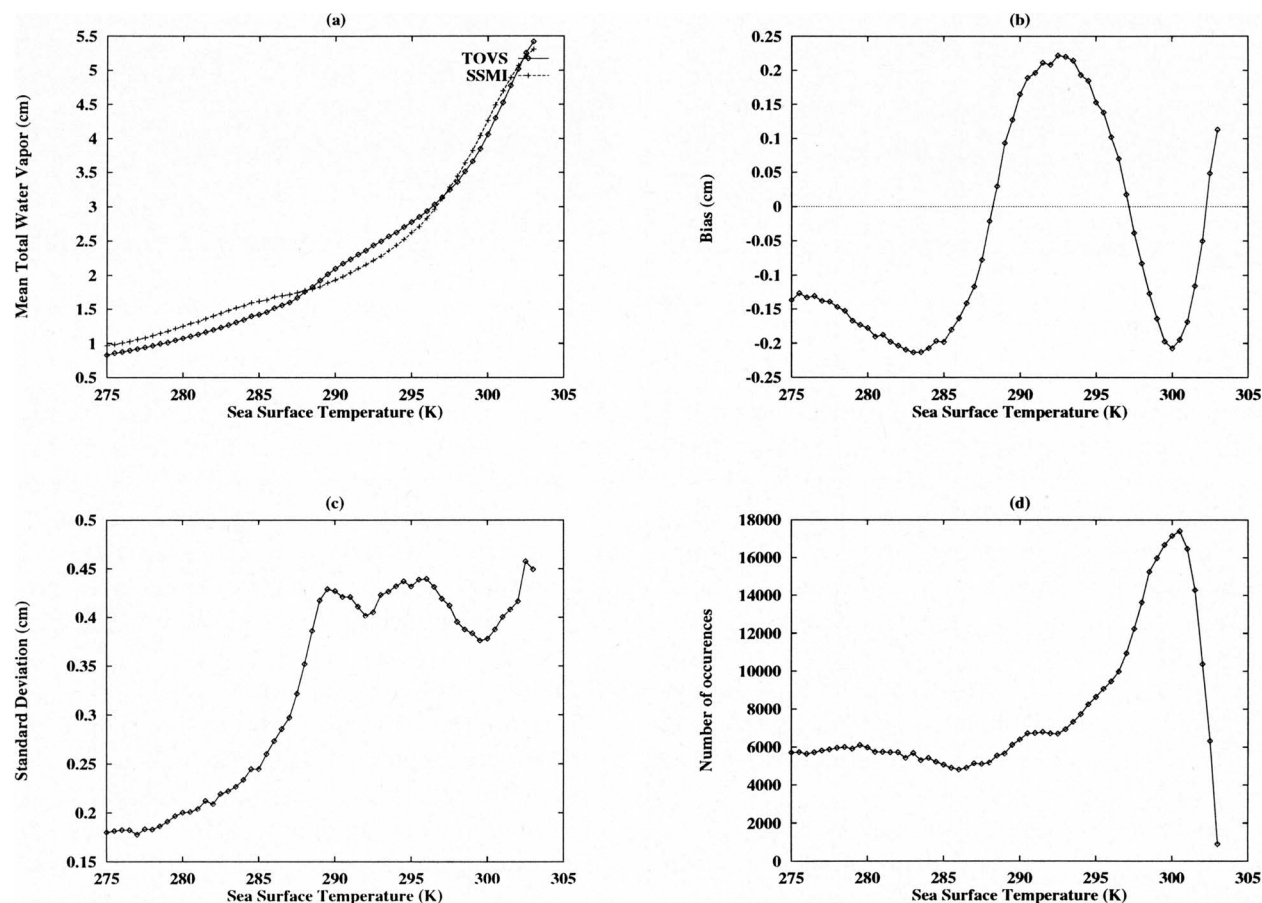 (a)
5.5
5
4.5
4
3.5
3
2.5
2
1.5
1
0.5
Mean Total Water Vapor (cm)
TOVS
SSMI
275 280 285 290 295 300 305
Sea Surface Temperature (K)
(b)
0.25
0.2
0.15
0.1
0.05
0
-0.05
-0.1
-0.15
-0.2
-0.25
Bias (cm)
275 280 285 290 295 300 305
Sea Surface Temperature (K)
(c)
0.5
0.45
0.4
0.35
0.3
0.25
0.2
0.15
Standard Deviation (cm)
275 280 285 290 295 300 305
Sea Surface Temperature (K)
(d)
18000
16000
14000
12000
10000
8000
6000
4000
2000
0
Number of occurences
275 280 285 290 295 300 305
Sea Surface Temperature (K)